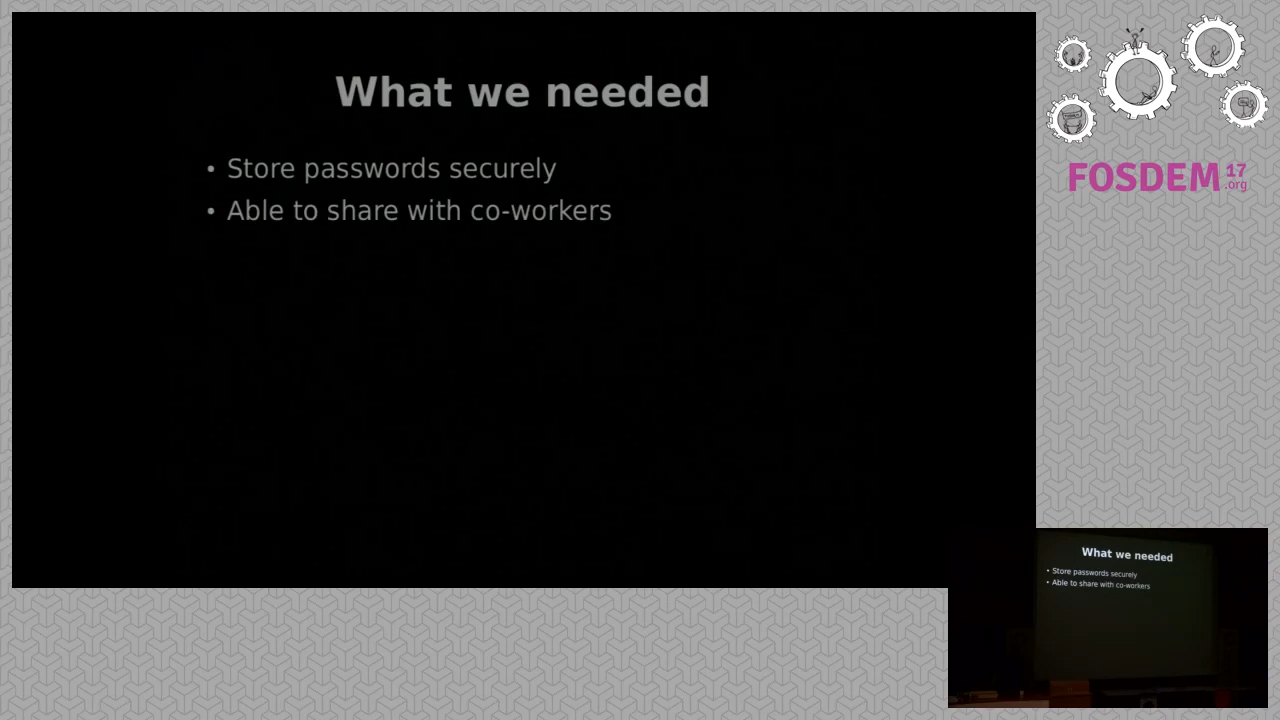 What we needed
• Store passwords securely
• Able to share with co-workers
FOSDEM 17
.org
What we needed
• Store passwords securely
• Able to share with co-workers